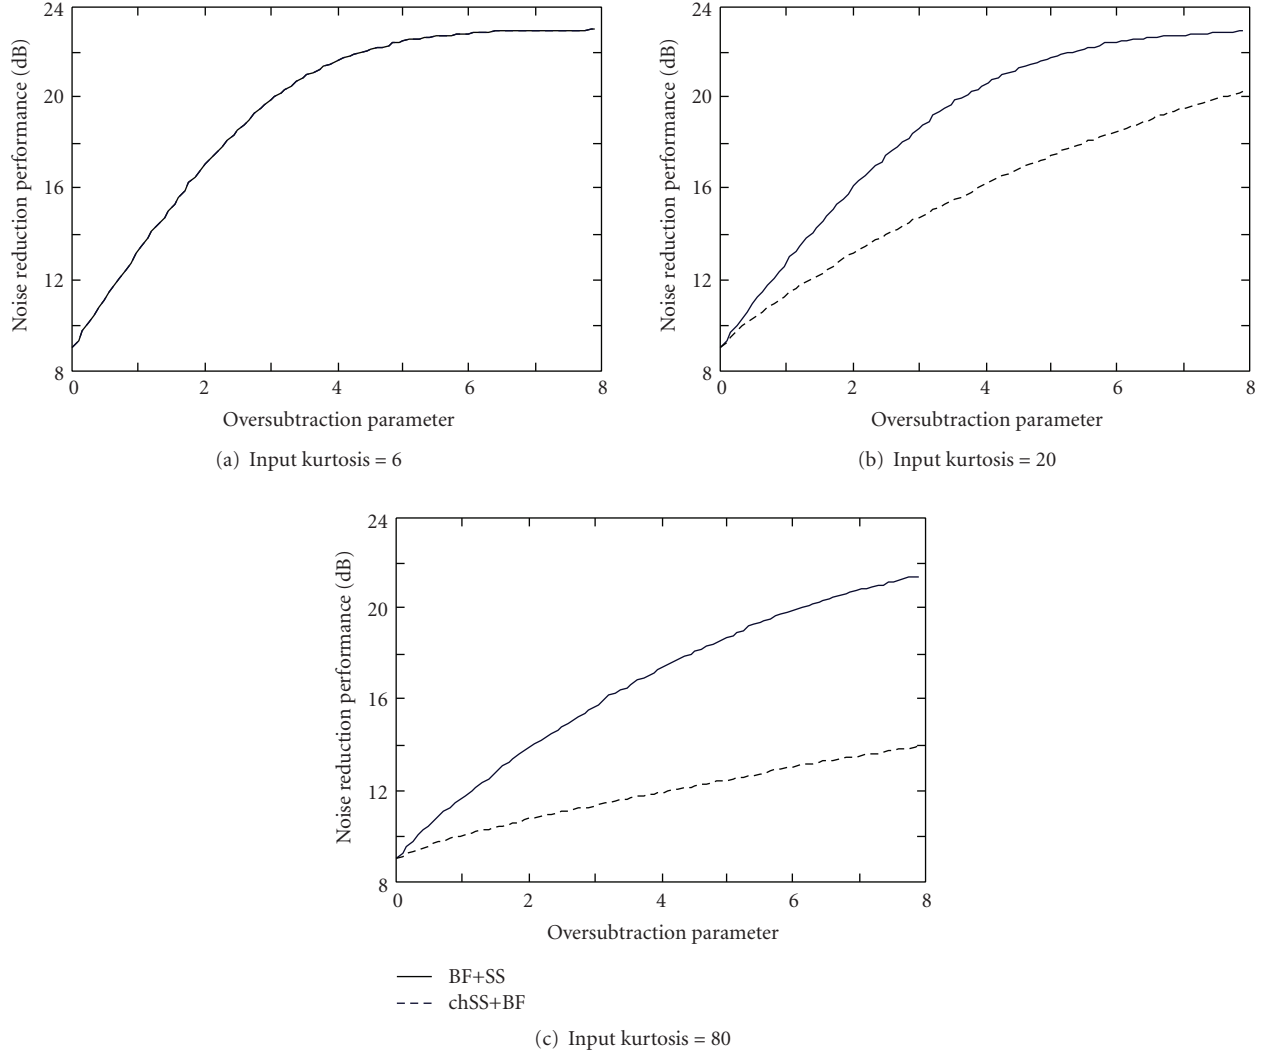 24
20
16
12
8
Noise reduction performance (dB)
0 2 4 6 8
Oversubtraction parameter
(a) Input kurtosis = 6
24
20
16
12
8
Noise reduction performance (dB)
0 2 4 6 8
Oversubtraction parameter
(b) Input kurtosis = 20
24
20
16
12
8
Noise reduction performance (dB)
0 2 4 6 8
Oversubtraction parameter
BF+SS
chSS+BF
(c) Input kurtosis = 80